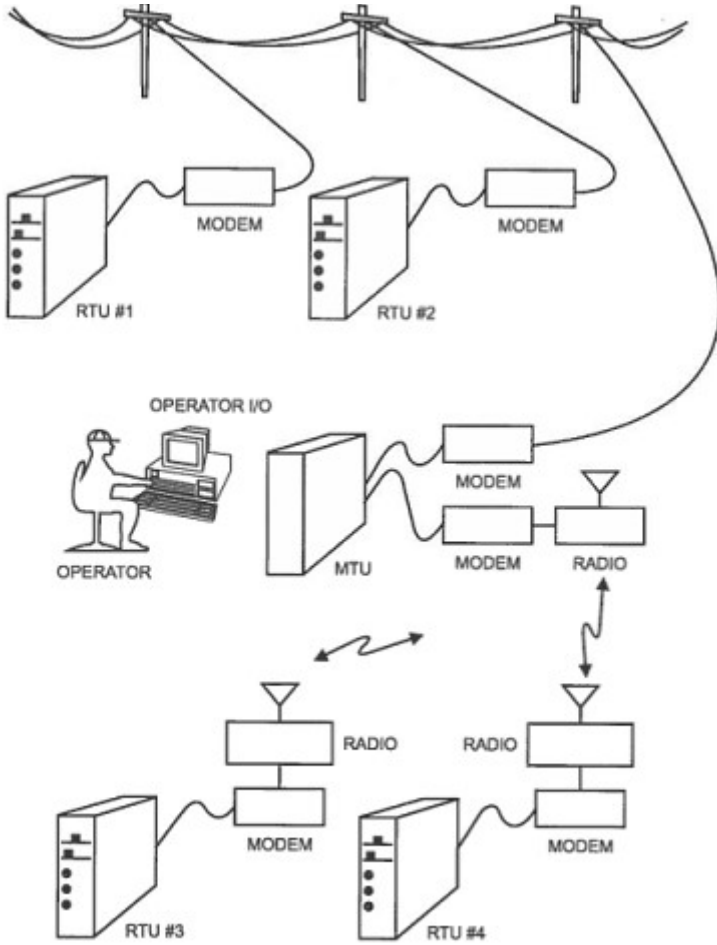 MODEM
MODEM
RTU #1
RTU #2
OPERATOR I/O
MODEM
OPERATOR
MTU
MODEM
RADIO
RADIO
RADIO
MODEM
MODEM
RTU #3
RTU #4